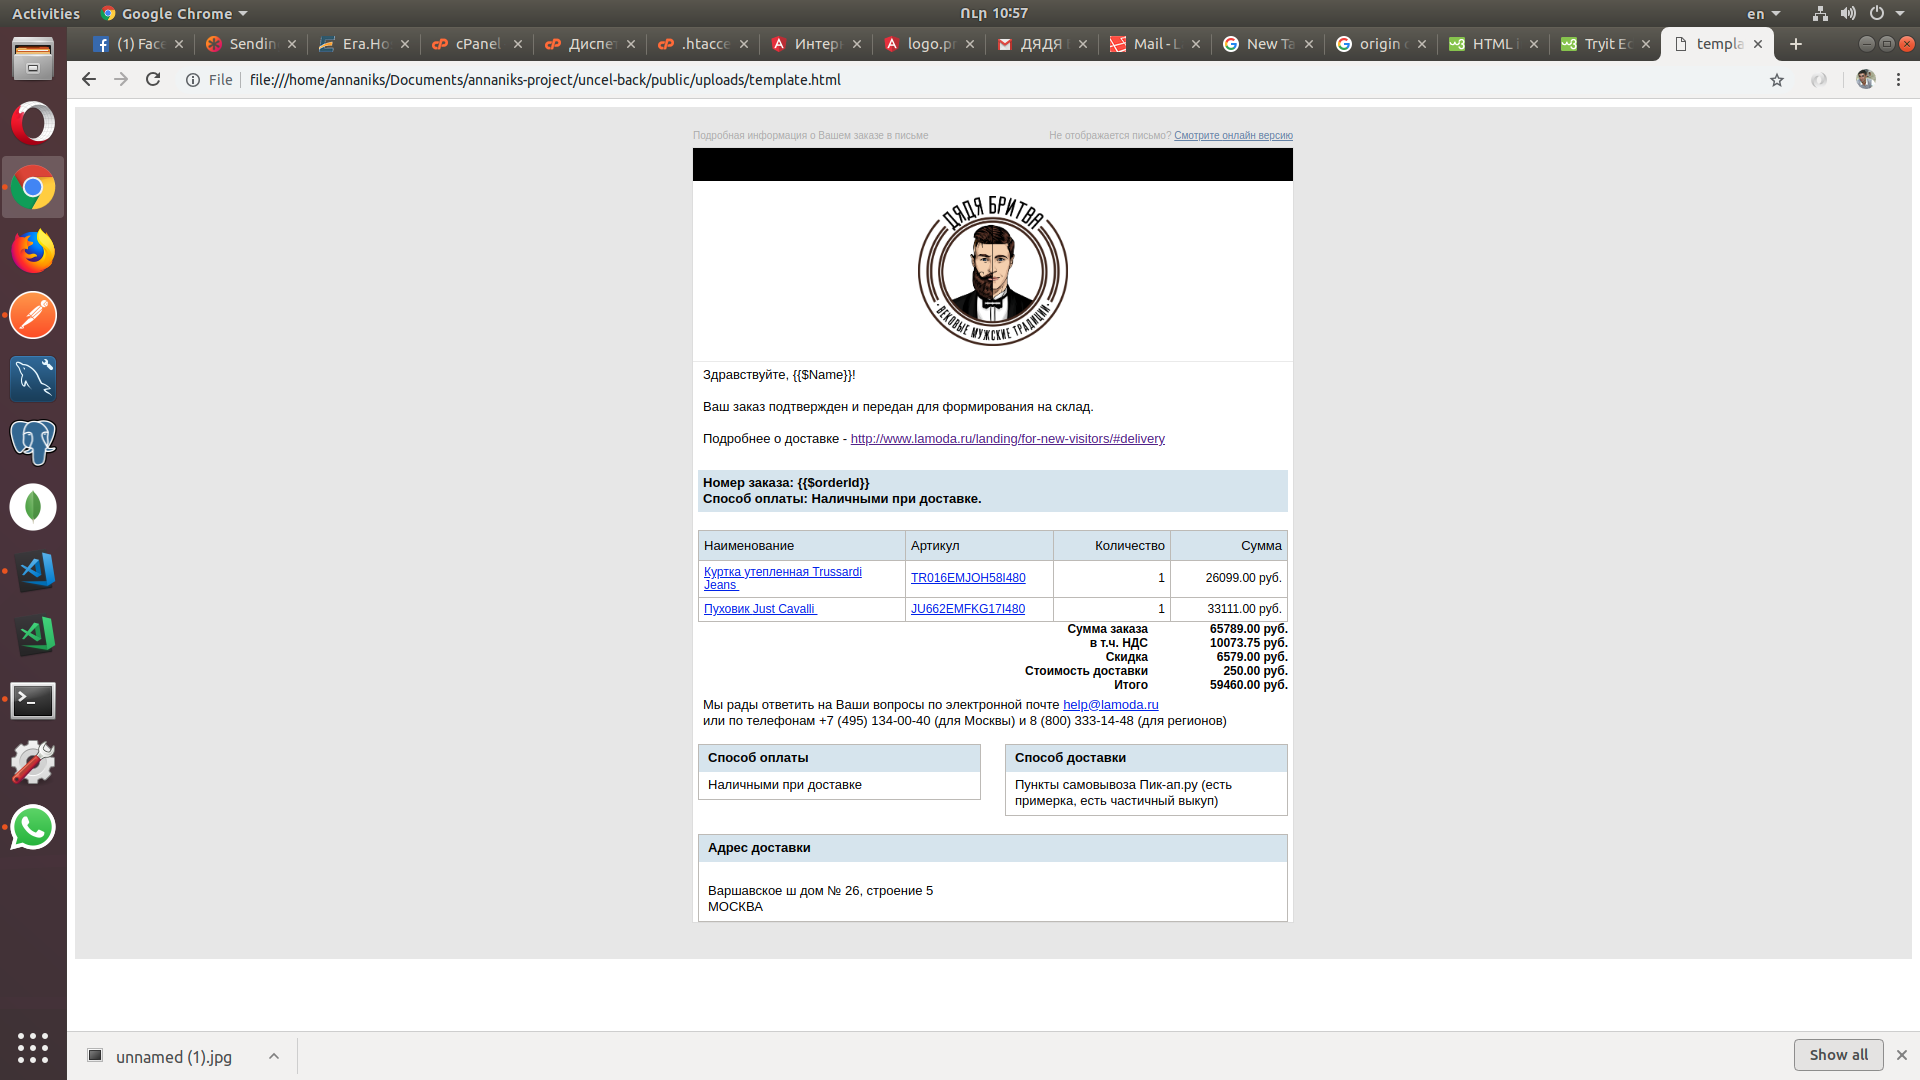 Activities
Google Chrome
Ուր 10:57
en
(1) Face
Sendin
Era.Ho
cPanel
Диспет
.htacce
Интерн
logo.pn
ДЯДЯ
Mail - L
New Ta
origin
HTML
Tryit Ec
templa
File
file:///home/annaniks/Documents/annaniks-project/uncel-back/public/uploads/template.html
Подробная информация о Вашем заказе в письме
Не отображается письмо? Смотрите онлайн версию
ДЯДЯ БРИТВА
ВЕКОВЫЕ МУЖСКИЕ ТРАДИЦИИ
Здравствуйте, {{$Name}}!
Ваш заказ подтвержден и передан для формирования на склад.
Подробнее о доставке - http://www.lamoda.ru/landing/for-new-visitors/#delivery
Номер заказа: {{$orderId}}
Способ оплаты: Наличными при доставке.
Наименование Артикул Количество Сумма
Куртка утепленная Trussardi
Jeans
TR016EMJOH58I480 1 26099.00 руб.
Пуховик Just Cavalli JU662EMFKG17I480 1 33111.00 руб.
Сумма заказа 65789.00 руб.
в т.ч. НДС 10073.75 руб.
Скидка 6579.00 руб.
Стоимость доставки 250.00 руб.
Итого 59460.00 руб.
Мы рады ответить на Ваши вопросы по электронной почте help@lamoda.ru
или по телефонам +7 (495) 134-00-40 (для Москвы) и 8 (800) 333-14-48 (для регионов)
Способ оплаты
Наличными при доставке
Способ доставки
Пункты самовывоза Пик-ап.ру (есть
примерка, есть частичный выкуп)
Адрес доставки
Варшавское ш дом № 26, строение 5
МОСКВА
unnamed (1).jpg
Show all